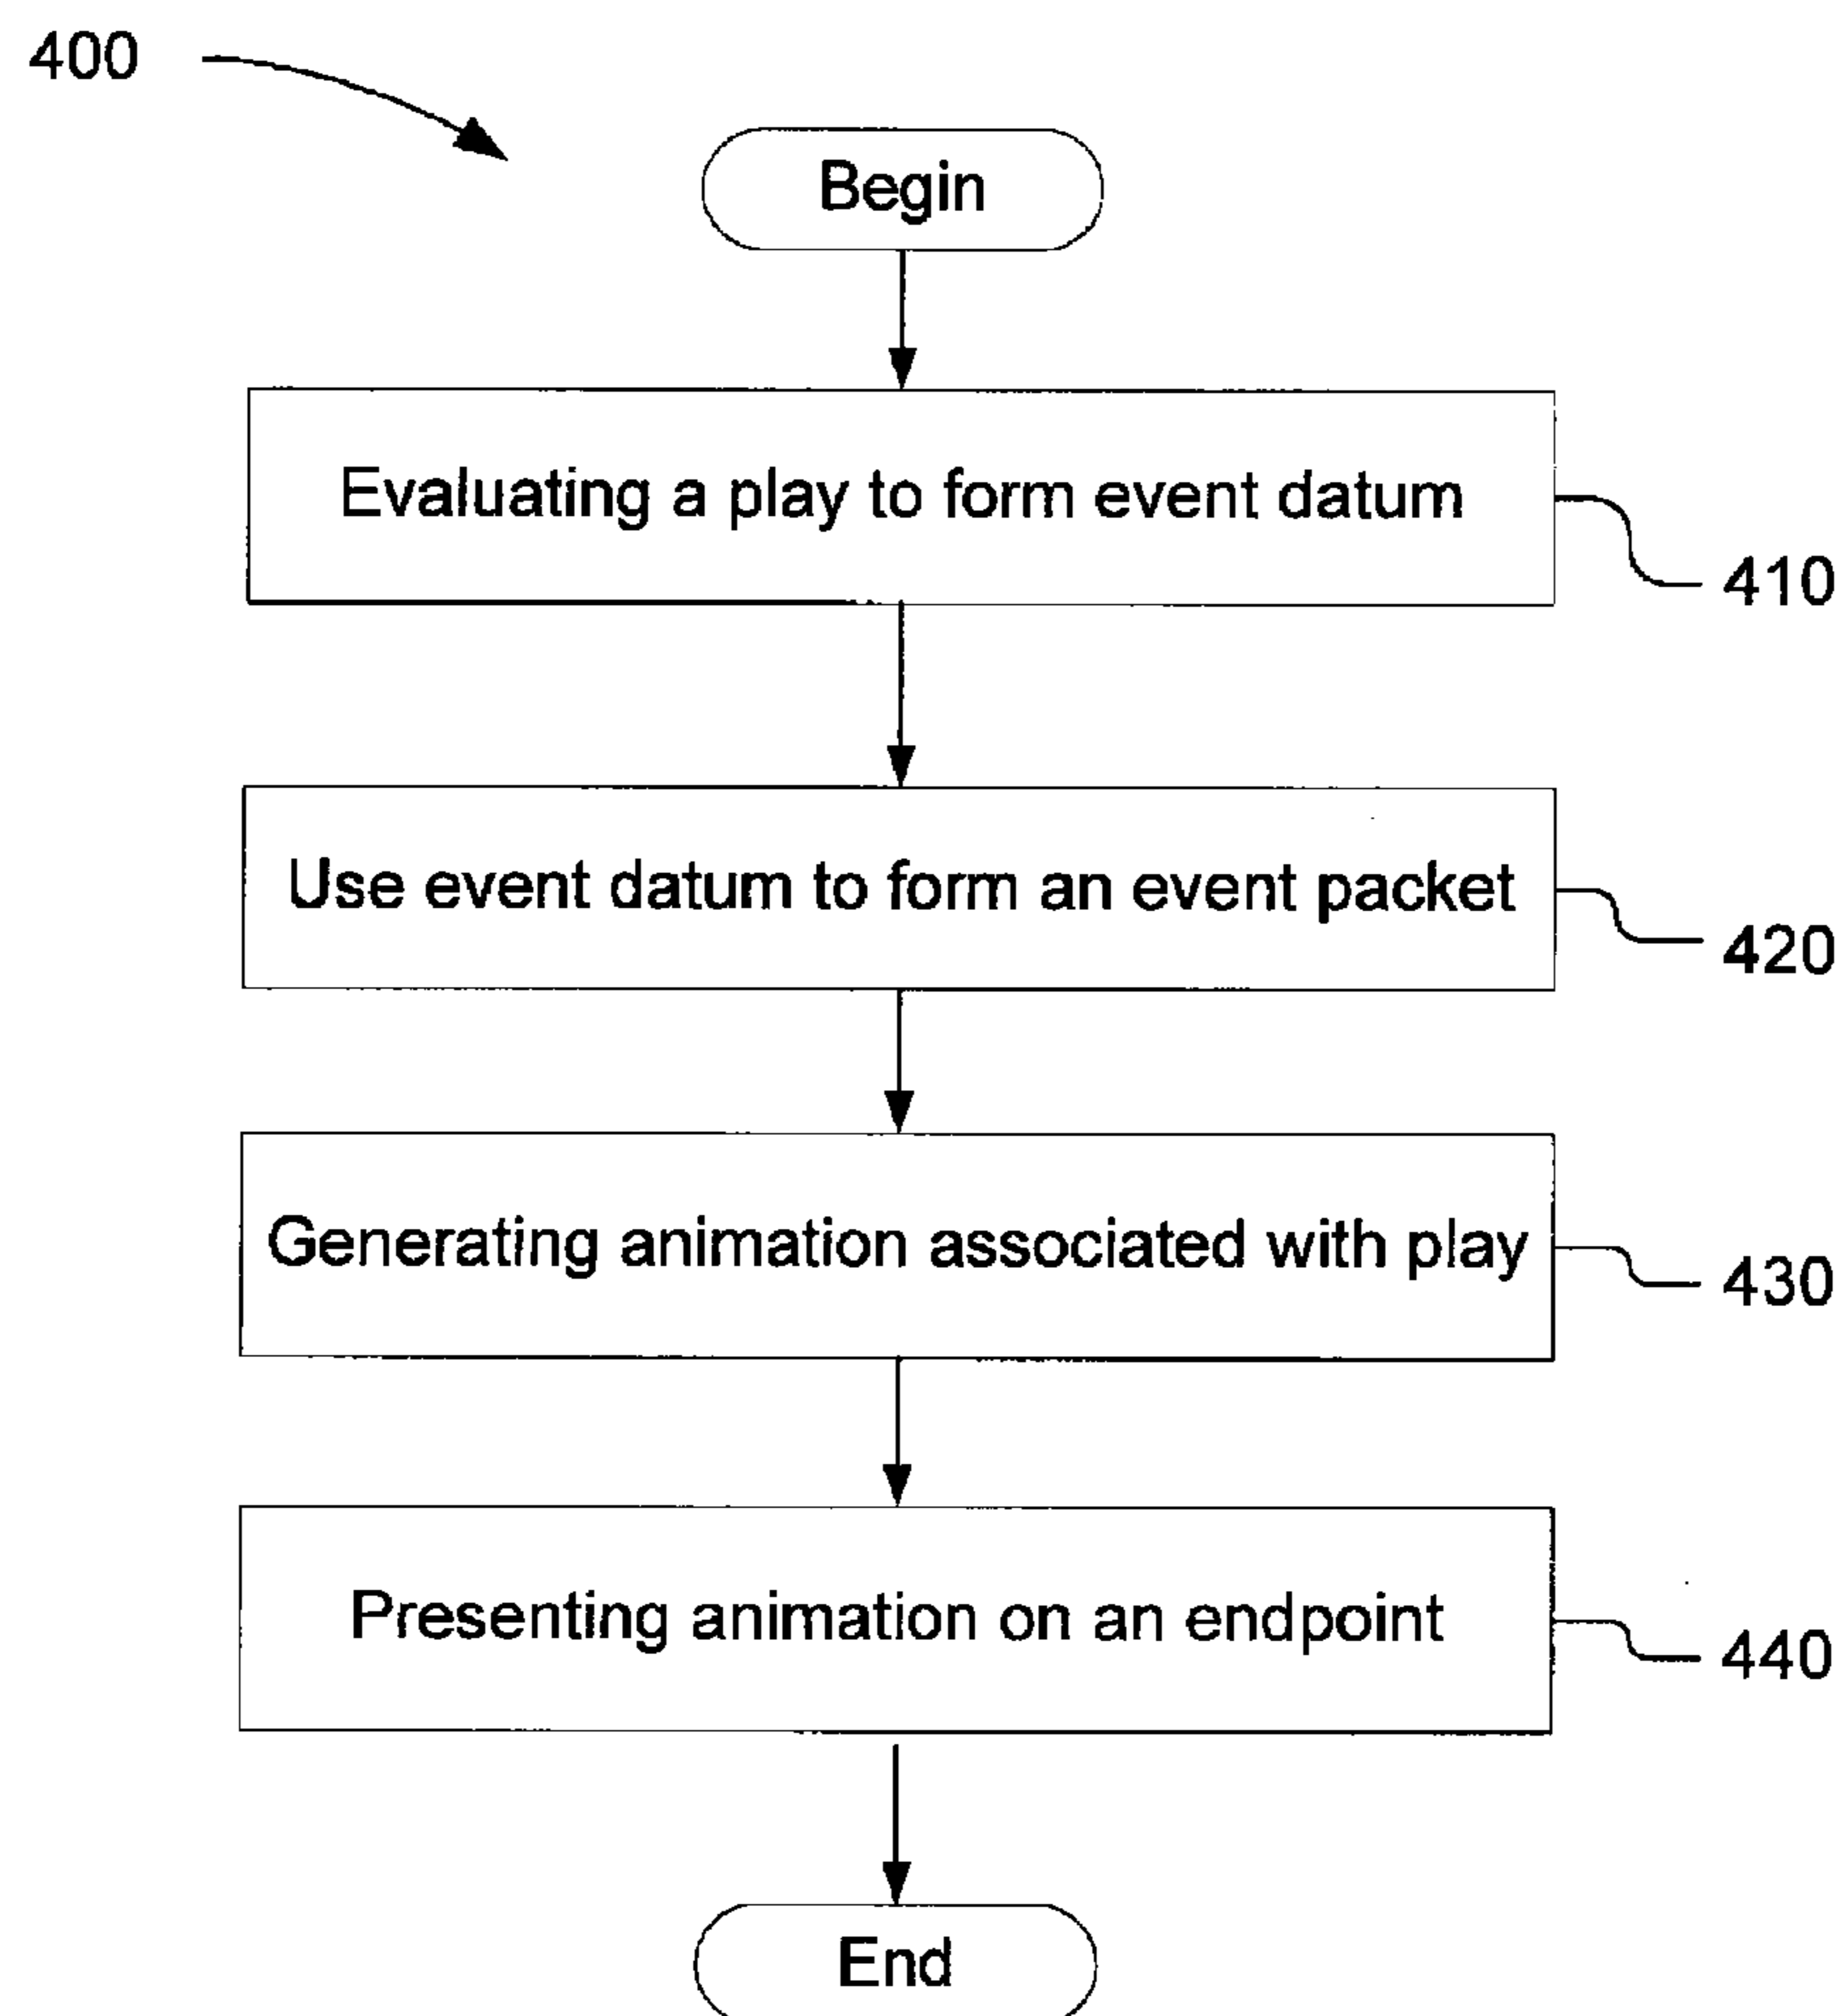 400
Begin
Evaluating a play to form event datum
410
Use event datum to form an event packet
420
Generating animation associated with play
430
Presenting animation on an endpoint
440
End